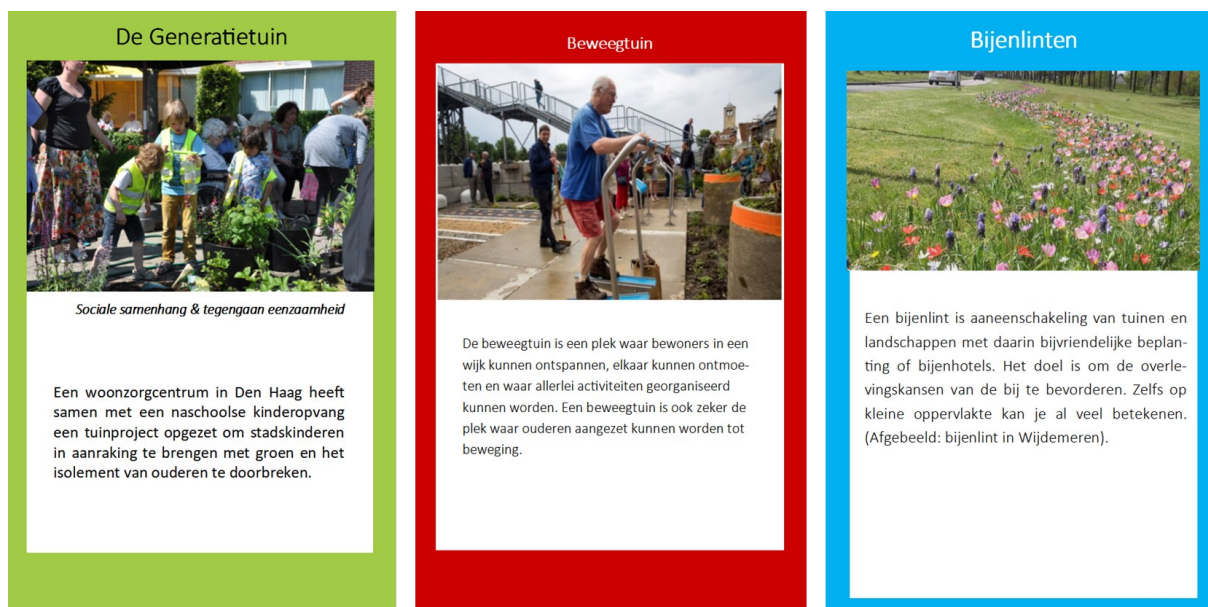 De Generatietuin
Sociale samenhang & tegengaan eenzaamheid
Een woonzorgcentrum in Den Haag heeft
samen met een naschoolse kinderopvang
een tuinproject opgezet om stadskinderen
in aanraking te brengen met groen en het
isolement van ouderen te doorbreken.
Beweegtuin
De beweegtuin is een plek waar bewoners in een
wijk kunnen ontspannen, elkaar kunnen ontmoe-
ten en waar allerlei activiteiten georganiseerd
kunnen worden. Een beweegtuin is ook zeker de
plek waar ouderen aangezet kunnen worden tot
beweging.
Bijenlinten
Een bijenlint is aaneenschakeling van tuinen en
landschappen met daarin bijvriendelijke beplan-
ting of bijenhotels. Het doel is om de overle-
vingskansen van de bij te bevorderen. Zelfs op
kleine oppervlakte kan je al veel betekenen.
(Afgebeeld: bijenlint in Wijdemeren).